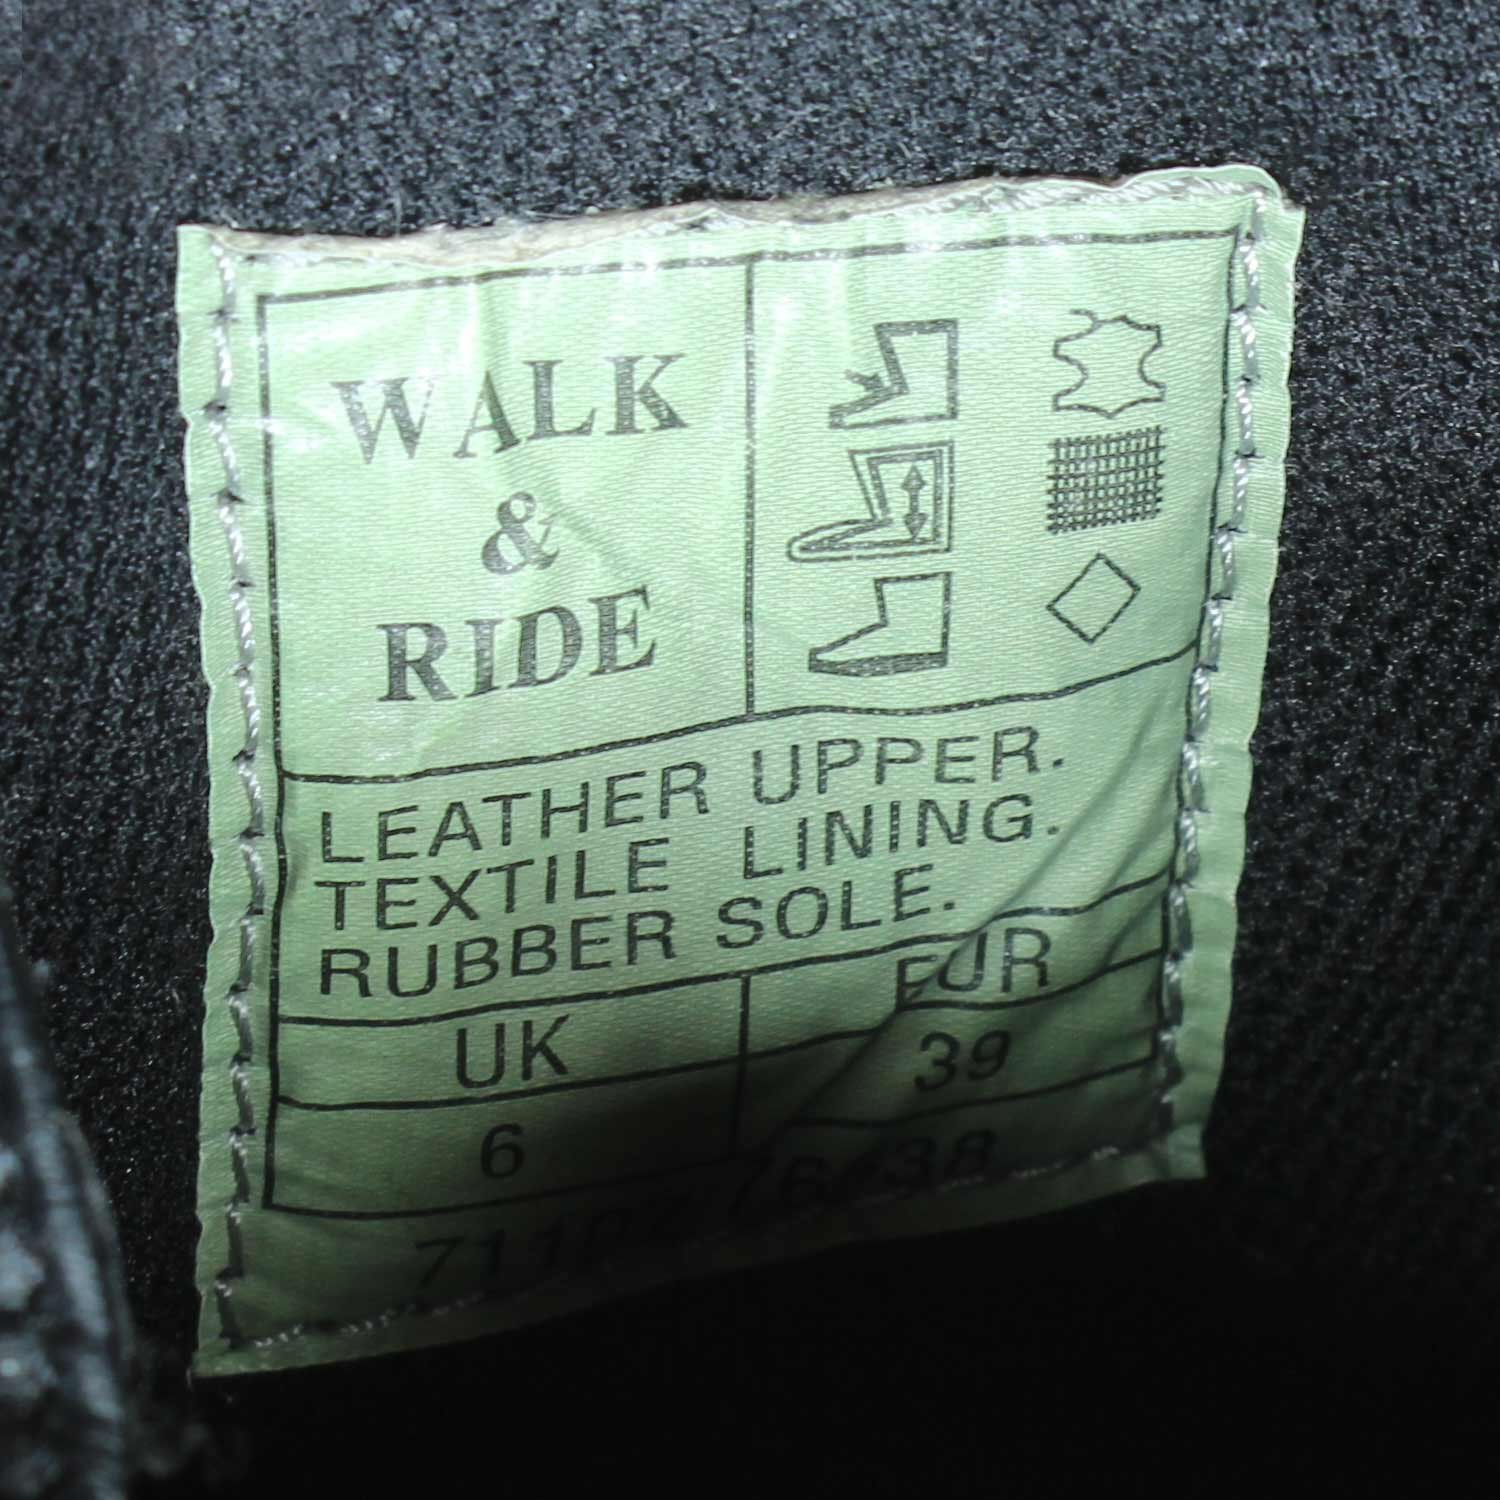 WALK
&
RIDE
LEATHER UPPER.
TEXTILE LINING.
RUBBER SOLE.
UK EUR
6 39